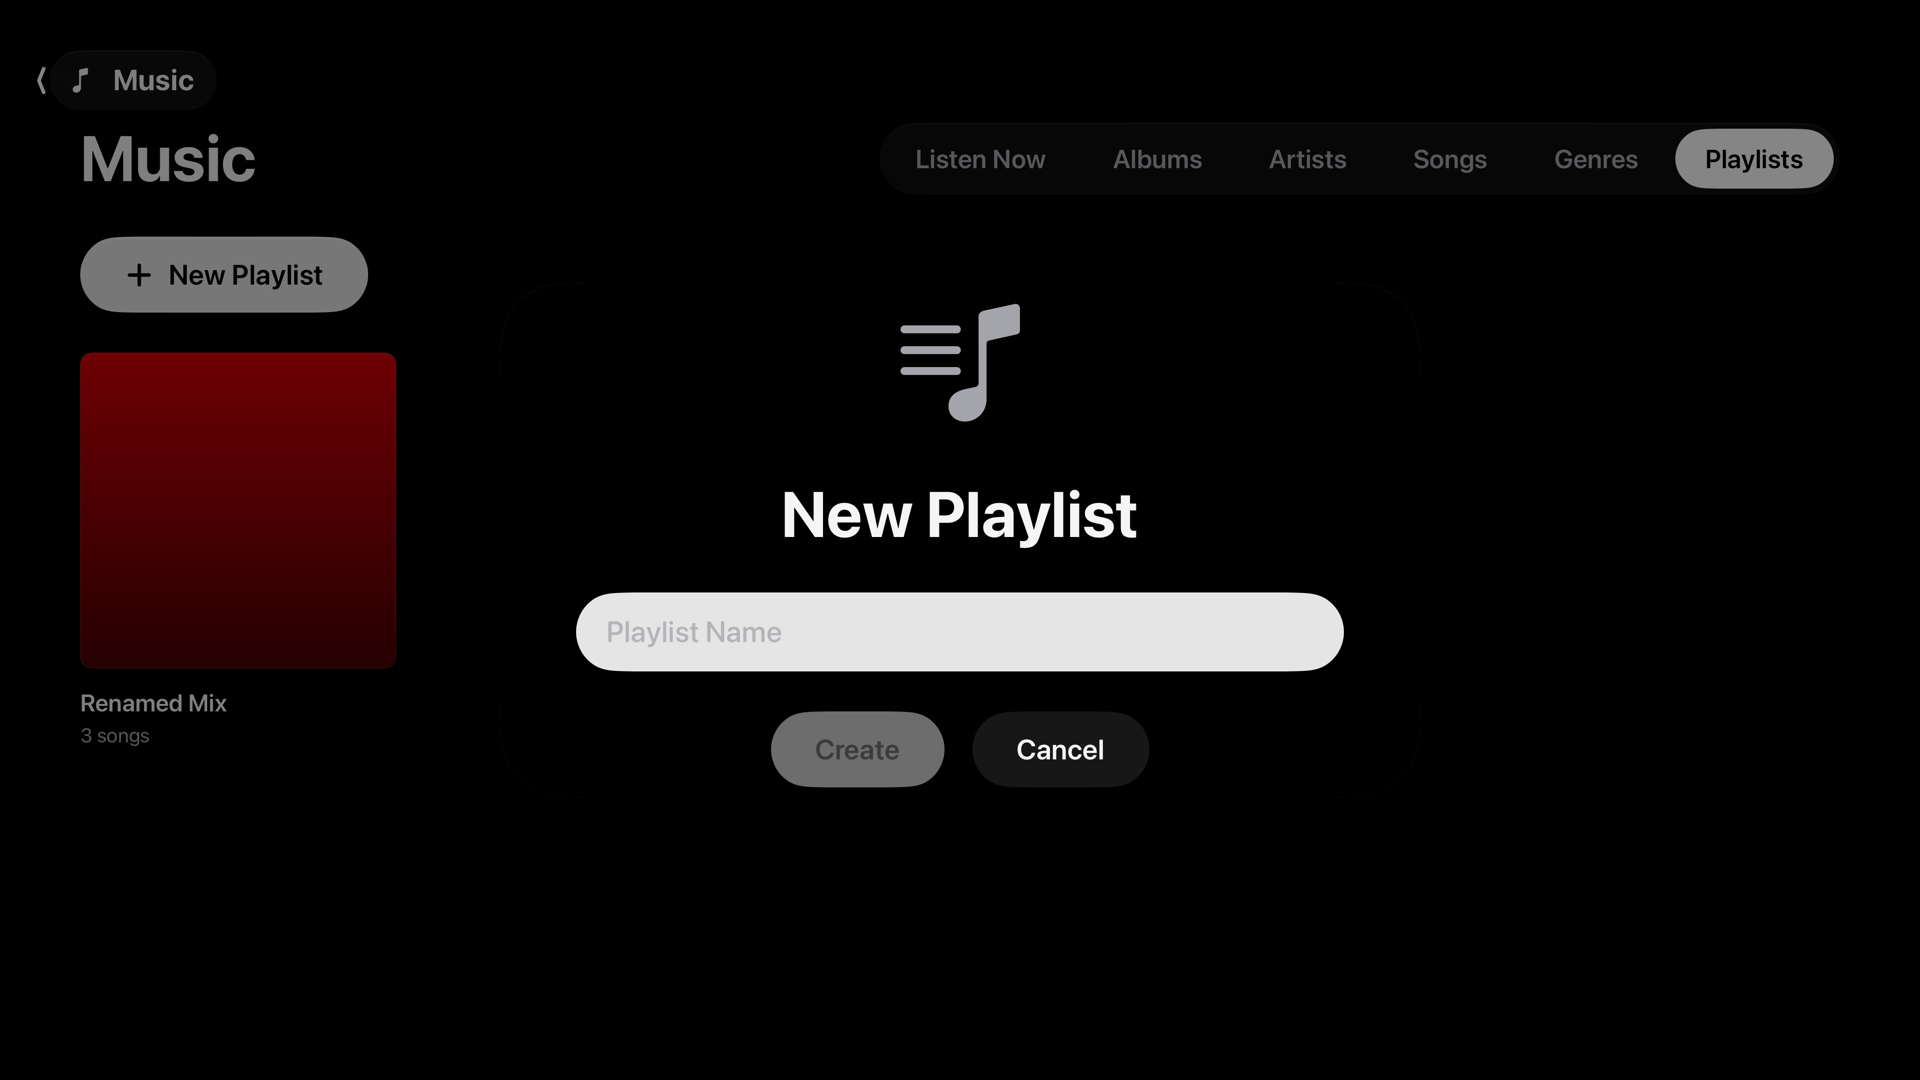 Music
Music
Listen Now
Albums
Artists
Songs
Genres
Playlists
New Playlist
Renamed Mix
3 songs
New Playlist
Playlist Name
Create
Cancel